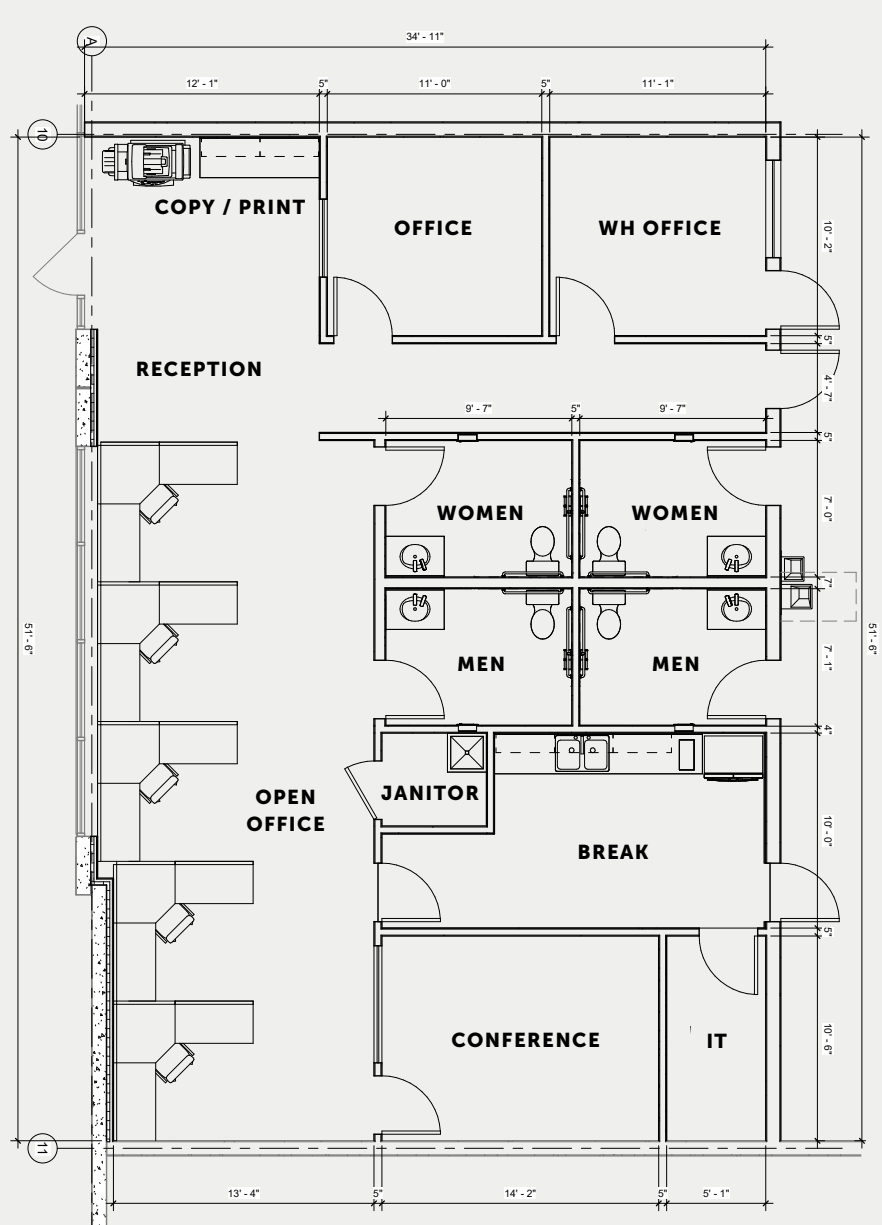 A
34' - 11"
12' - 1"
5"
11' - 0"
5"
11' - 1"
10
COPY / PRINT
OFFICE
WH OFFICE
10' - 2"
RECEPTION
5"
4' - 7"
9' - 7"
5"
9' - 7"
5"
WOMEN
WOMEN
7' - 0"
7"
51' - 6"
51' - 6"
MEN
MEN
7' - 1"
4"
JANITOR
OPEN
OFFICE
BREAK
10' - 0"
5"
CONFERENCE
IT
10' - 6"
11
13' - 4"
5"
14' - 2"
5"
5' - 1"